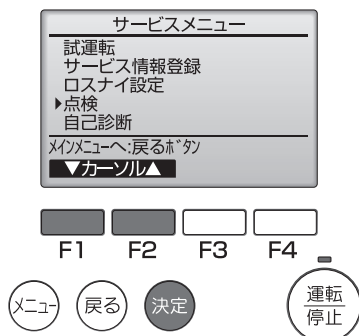 サービスメニュー
試運転
サービス情報登録
ロスナイ設定
▶点検
自己診断
メインメニューへ:戻るボタン
▼カーソル▲
F1 F2 F3 F4
メニュー 戻る 決定 運転
停止